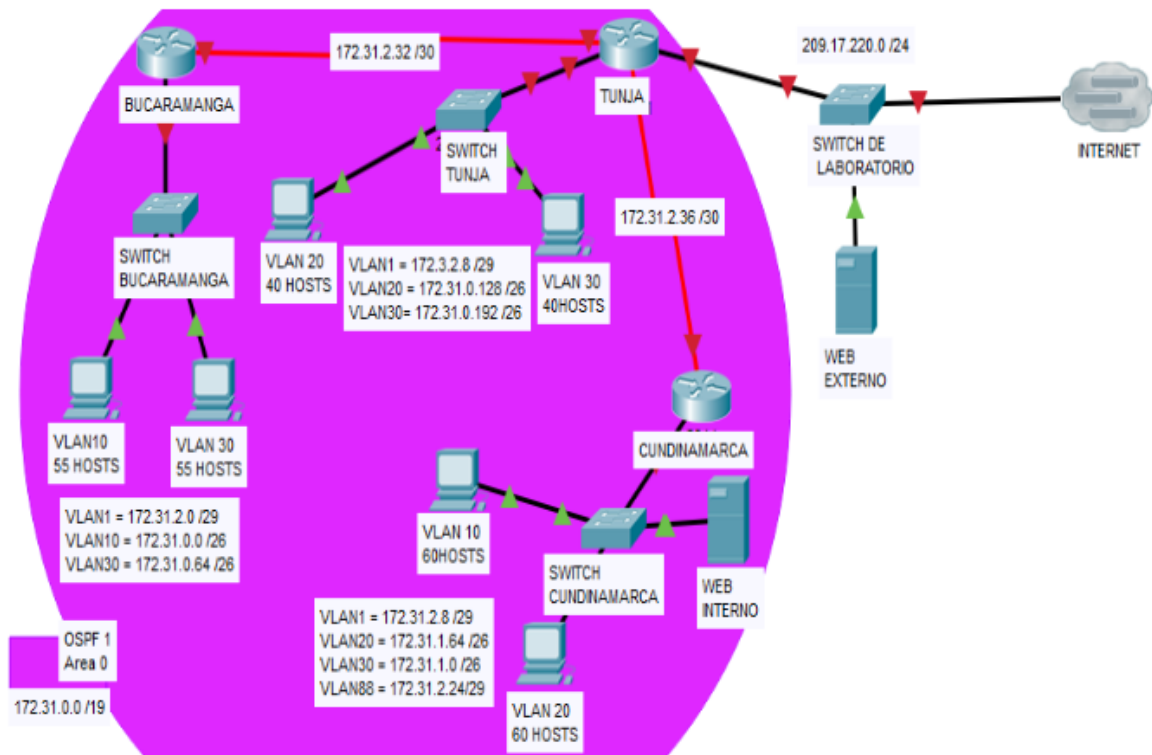 172.31.2.32 /30
209.17.220.0 /24
BUCARAMANGA
TUNJA
SWITCH
TUNJA
SWITCH DE
LABORATORIO
INTERNET
172.31.2.36 /30
SWITCH
BUCARAMANGA
VLAN 20
40 HOSTS
VLAN1 = 172.3.2.8 /29
VLAN20 = 172.31.0.128 /26
VLAN30= 172.31.0.192 /26
VLAN 30
40HOSTS
WEB
EXTERNO
VLAN10
55 HOSTS
VLAN 30
55 HOSTS
CUNDINAMARCA
VLAN1 = 172.31.2.0 /29
VLAN10 = 172.31.0.0 /26
VLAN30 = 172.31.0.64 /26
VLAN 10
60HOSTS
SWITCH
CUNDINAMARCA
WEB
INTERNO
VLAN1 = 172.31.2.8 /29
VLAN20 = 172.31.1.64 /26
VLAN30 = 172.31.1.0 /26
VLAN88 = 172.31.2.24/29
VLAN 20
60 HOSTS
OSPF 1
Area 0
172.31.0.0 /19